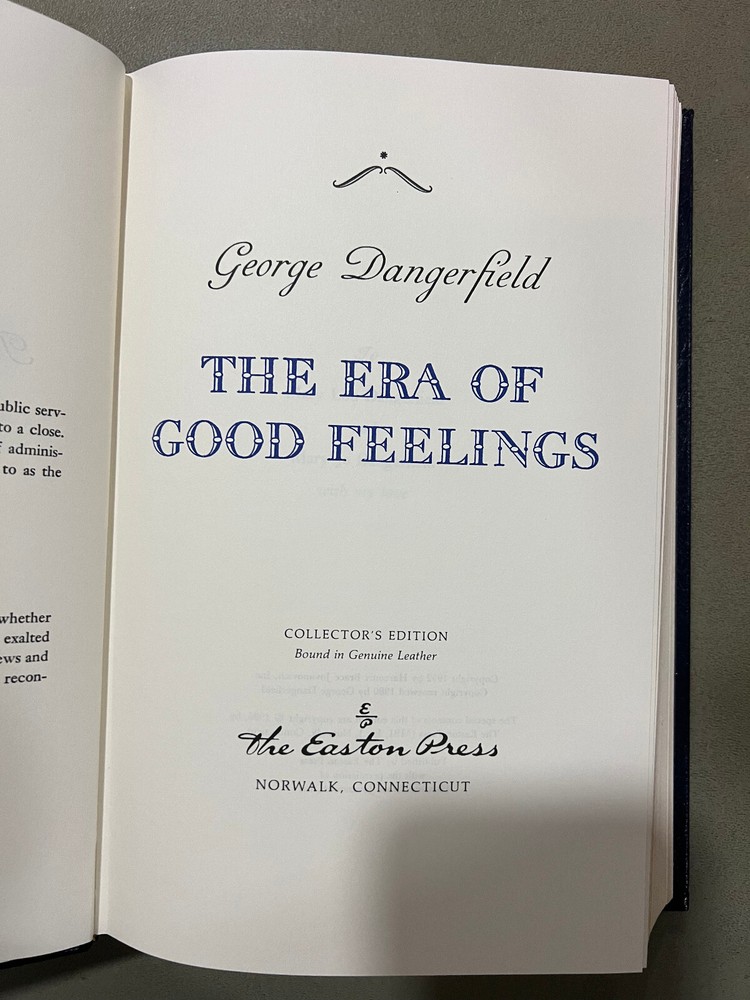 ublic serv-
to a close.
adminis-
to as the
whether
exalted
ews and
recon-
George Dangerfield
THE ERA OF
GOOD FEELINGS
COLLECTOR'S EDITION
Bound in Genuine Leather
E
P
the Easton Press
NORWALK, CONNECTICUT